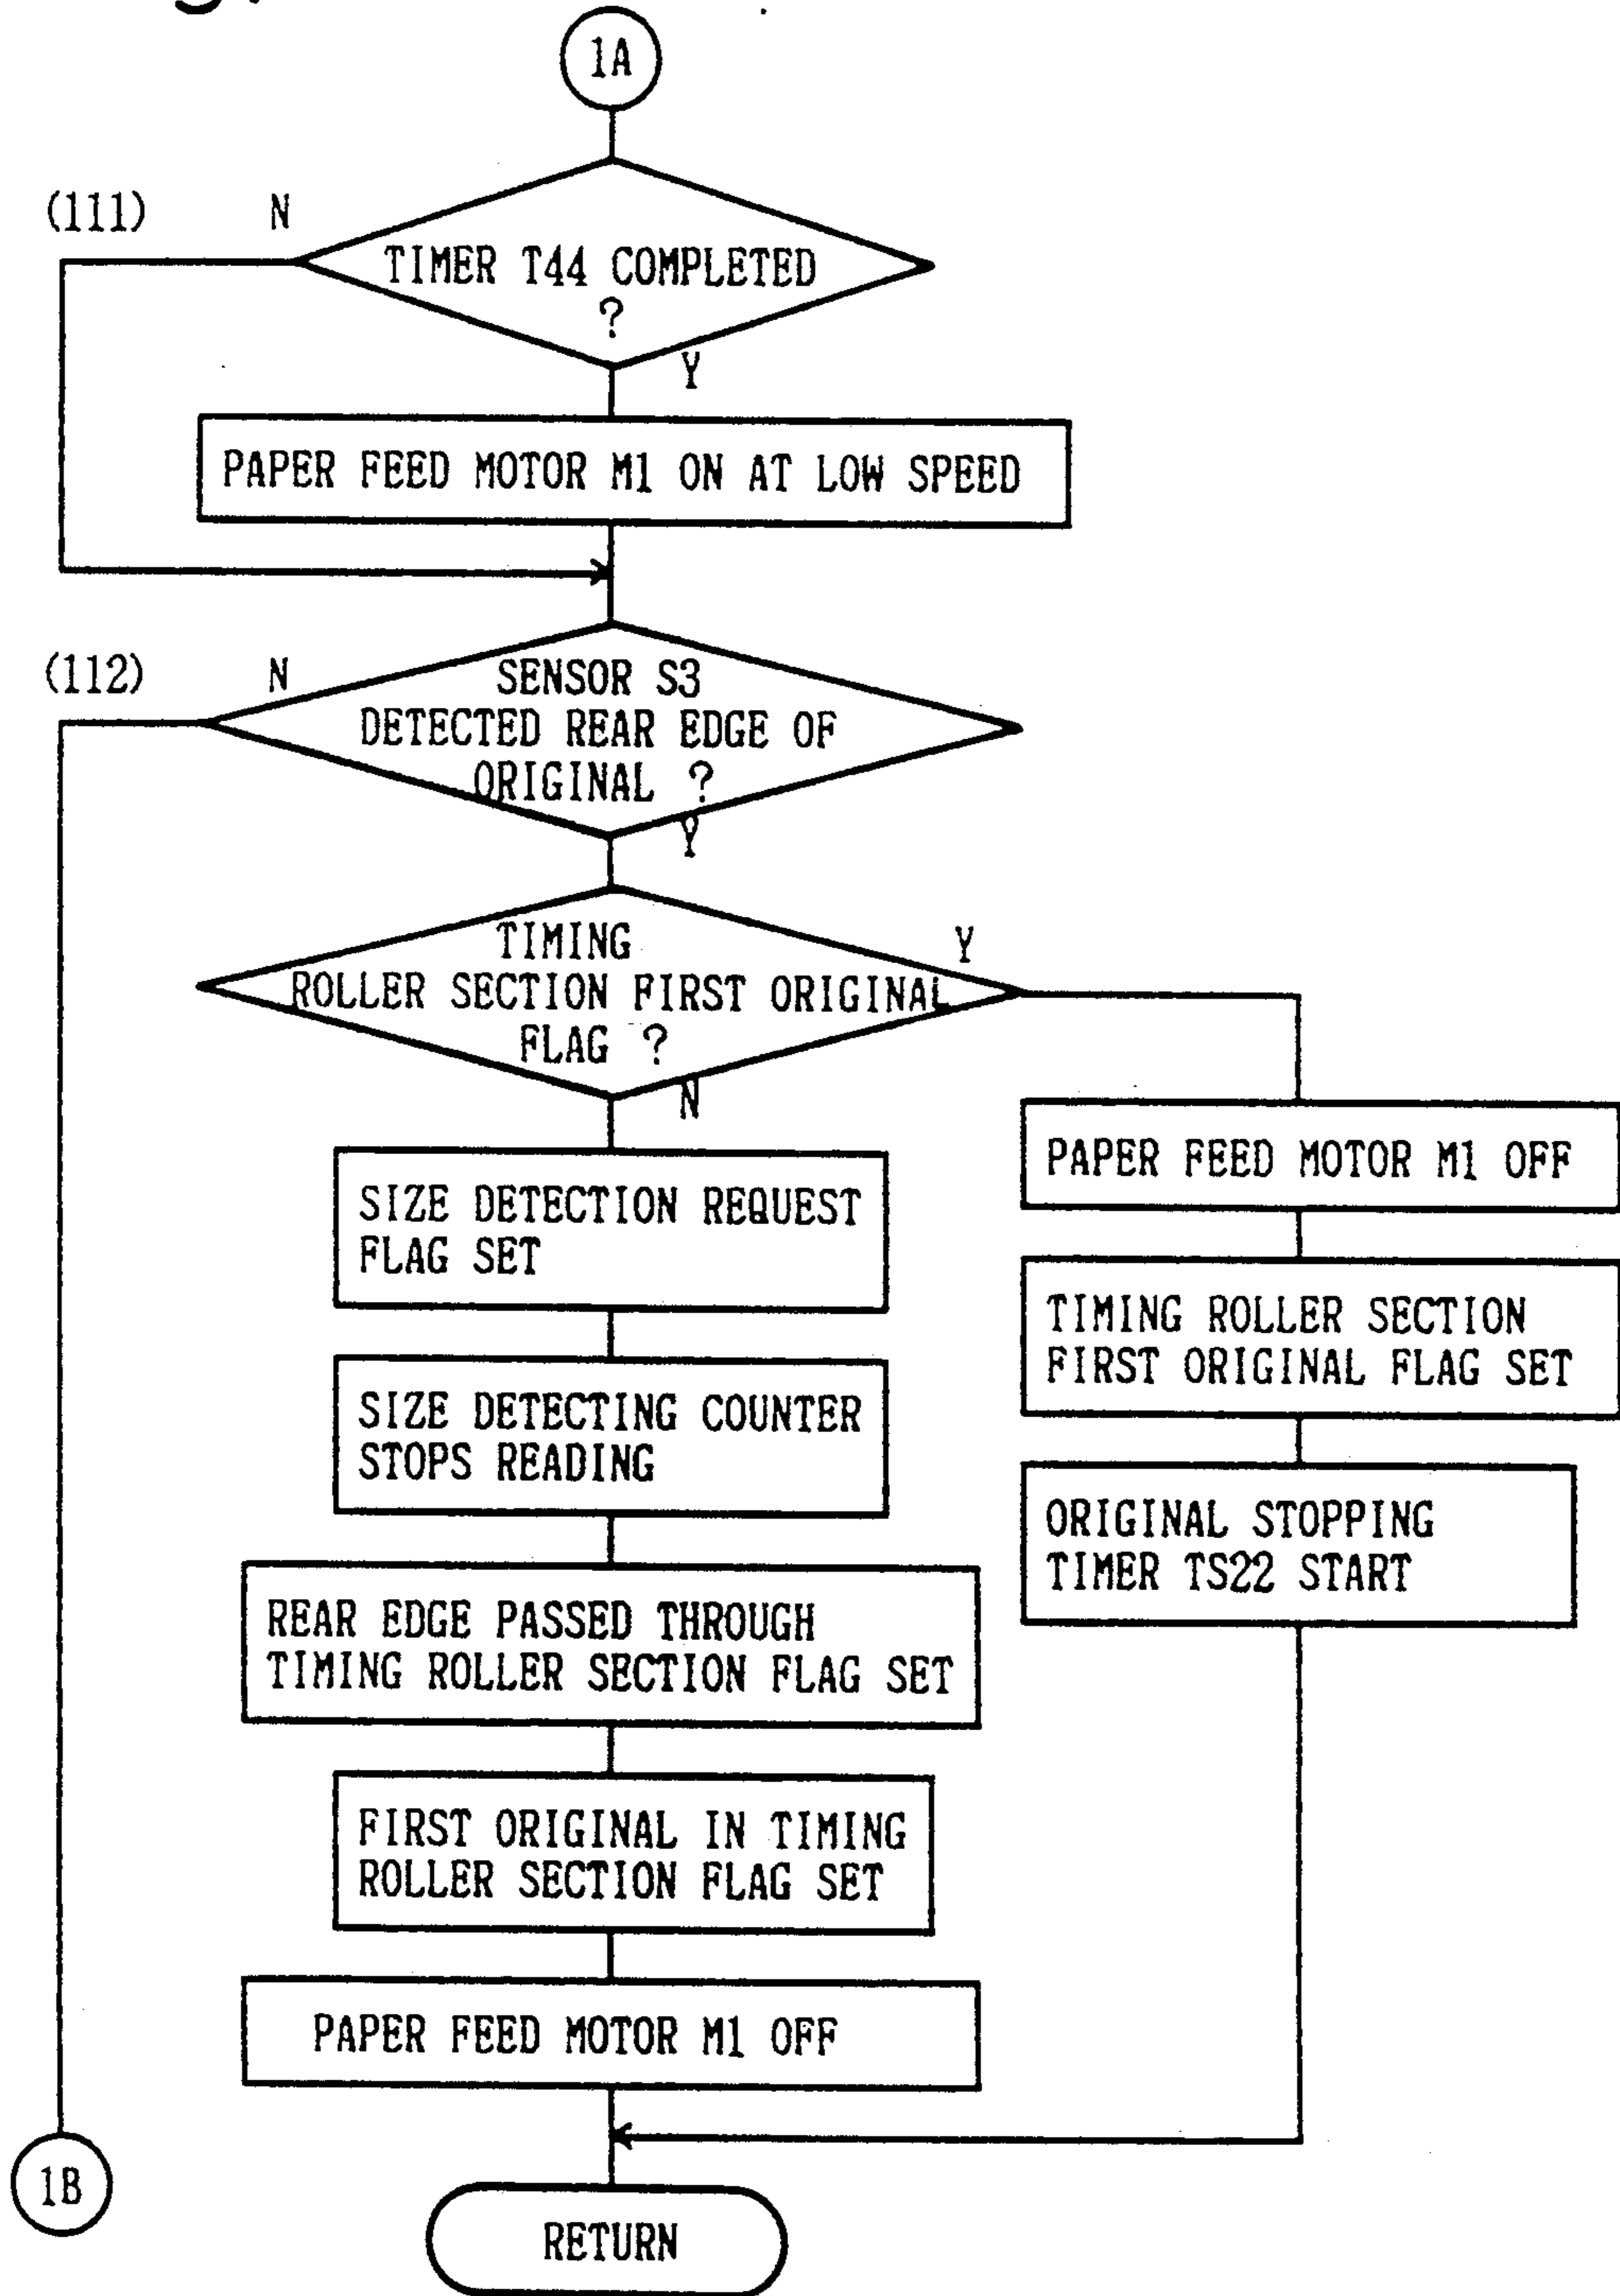 1A
(111) N
TIMER T44 COMPLETED
?
Y
PAPER FEED MOTOR M1 ON AT LOW SPEED
(112) N
SENSOR S3
DETECTED REAR EDGE OF
ORIGINAL ?
Y
TIMING
Y
ROLLER SECTION FIRST ORIGINAL
FLAG ?
N
SIZE DETECTION REQUEST
FLAG SET
SIZE DETECTING COUNTER
STOPS READING
REAR EDGE PASSED THROUGH
TIMING ROLLER SECTION FLAG SET
FIRST ORIGINAL IN TIMING
ROLLER SECTION FLAG SET
PAPER FEED MOTOR M1 OFF
PAPER FEED MOTOR M1 OFF
TIMING ROLLER SECTION
FIRST ORIGINAL FLAG SET
ORIGINAL STOPPING
TIMER TS22 START
1B
RETURN